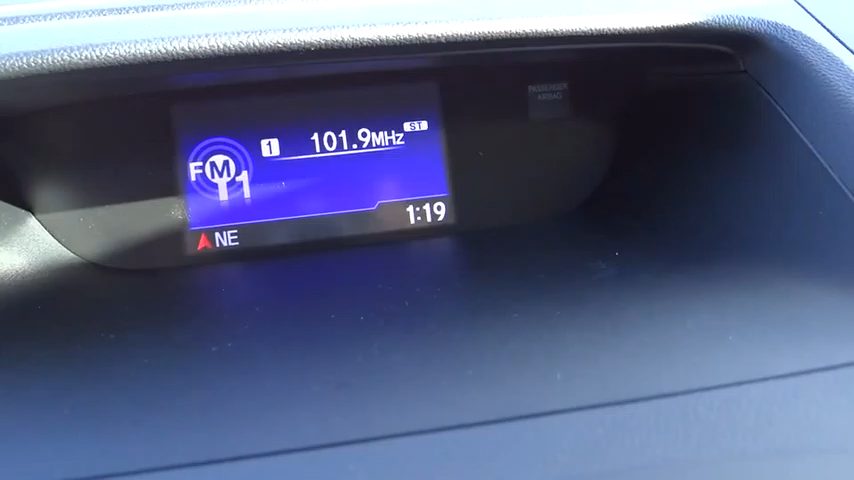 PASSENGER
AIRBAG
1 101.9MHz ST
FM1
1:19
NE